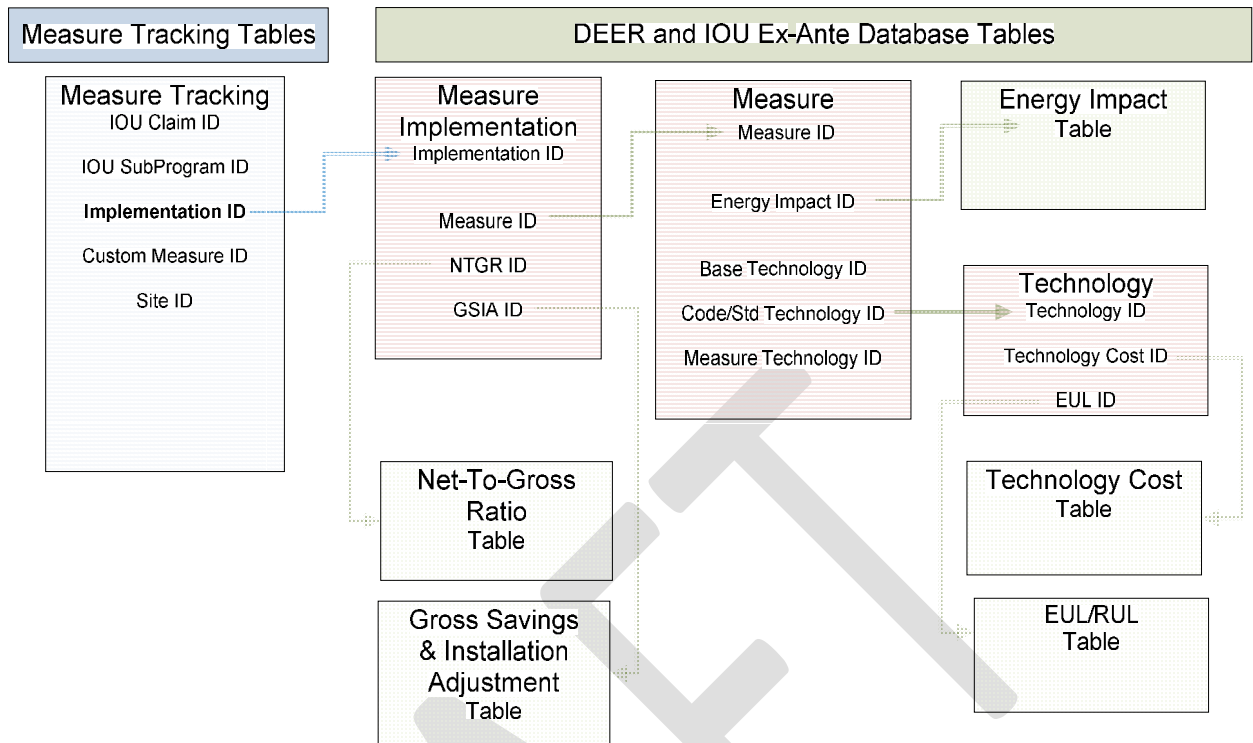 Measure Tracking Tables
DEER and IOU Ex-Ante Database Tables
Measure Tracking
IOU Claim ID
IOU SubProgram ID
Implementation ID
Custom Measure ID
Site ID
Measure
Implementation
Implementation ID
Measure ID
NTGR ID
GSIA ID
Measure
Measure ID
Energy Impact ID
Base Technology ID
Code/Std Technology ID
Measure Technology ID
Energy Impact
Table
Technology
Technology ID
Technology Cost ID
EUL ID
Net-To-Gross
Ratio
Table
Technology Cost
Table
Gross Savings
& Installation
Adjustment
Table
EUL/RUL
Table